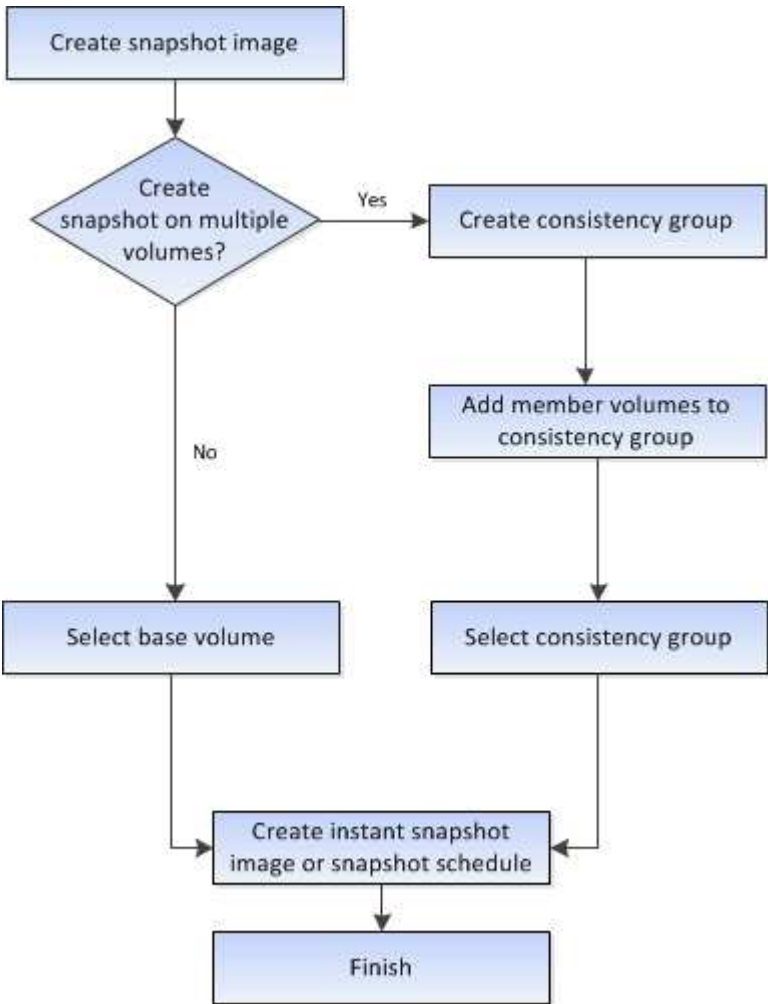 Create snapshot image
Create
snapshot on multiple
volumes?
Yes
Create consistency group
Add member volumes to
consistency group
No
Select base volume
Select consistency group
Create instant snapshot
image or snapshot schedule
Finish